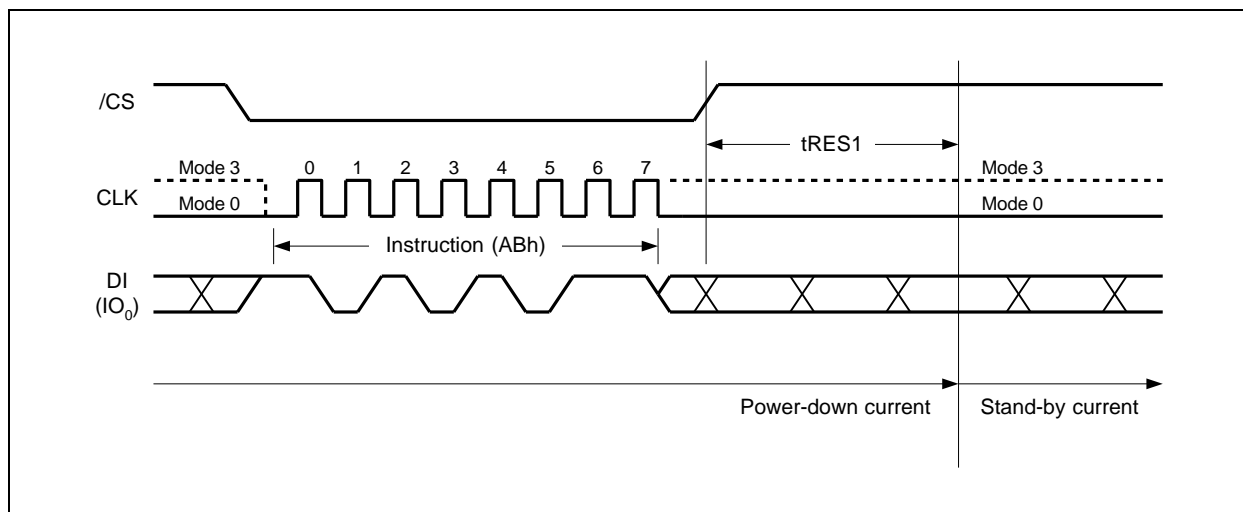 /CS
tRES1
Mode 3 0 1 2 3 4 5 6 7 Mode 3
CLK
Mode 0 Mode 0
Instruction (ABh)
DI
(IO0)
Power-down current Stand-by current